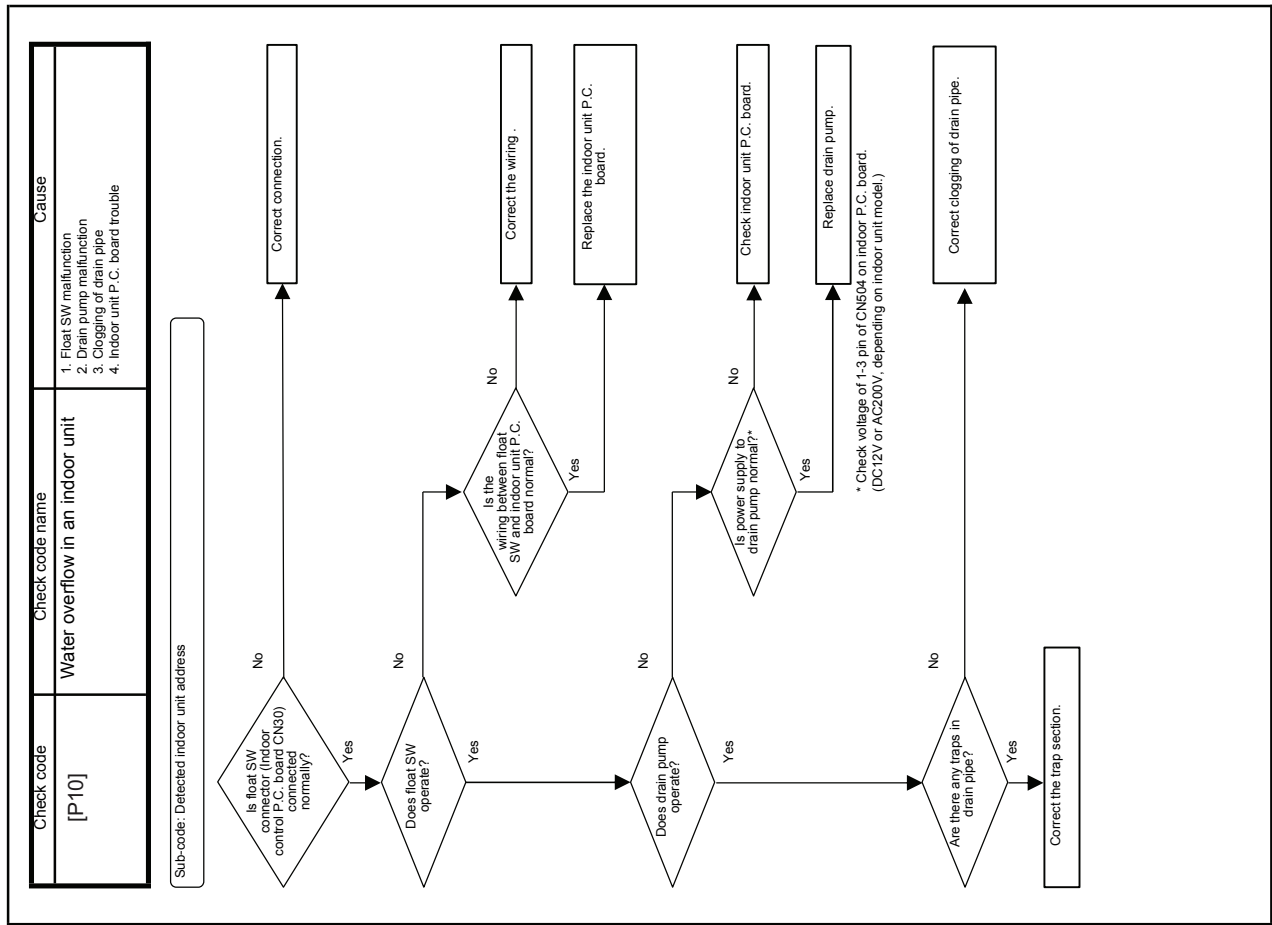 Check code
Check code name
Cause
[P10]
Water overflow in an indoor unit
1. Float SW malfunction
2. Drain pump malfunction
3. Clogging of drain pipe
4. Indoor unit P.C. board trouble
Sub-code: Detected indoor unit address
Is float SW
connector (Indoor
control P.C. board CN30)
connected
normally?
No
Correct connection.
Yes
Does float SW
operate?
No
Is the
wiring between float
SW and indoor unit P.C.
board normal?
No
Correct the wiring .
Yes
Replace the indoor unit P.C.
board.
Yes
Does drain pump
operate?
No
Is power supply to
drain pump normal?*
No
Check indoor unit P.C. board.
Yes
Replace drain pump.
* Check voltage of 1-3 pin of CN504 on indoor P.C. board.
(DC12V or AC200V, depending on indoor unit model.)
Yes
Are there any traps in
drain pipe?
No
Correct clogging of drain pipe.
Yes
Correct the trap section.